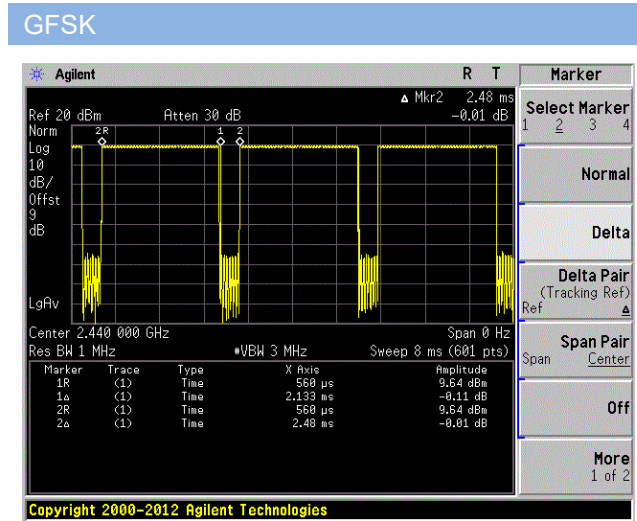 GFSK
Agilent R T Marker
Δ Mkr2 2.48 ms
Ref 20 dBm Atten 30 dB -0.01 dB
Select Marker
1 2 3 4
Norm
Log
10
dB/
Offst
9
dB
2R 1 2
Normal
Delta
Delta Pair
(Tracking Ref)
Ref Δ
LgAv
Center 2.440 000 GHz Span 0 Hz
Res BW 1 MHz #VBW 3 MHz Sweep 8 ms (601 pts)
Span Pair
Span Center
Marker Trace Type X Axis Amplitude
1R (1) Time 560 µs 9.64 dBm
1Δ (1) Time 2.133 ms -0.11 dB
2R (1) Time 560 µs 9.64 dBm
2Δ (1) Time 2.48 ms -0.01 dB
Off
More
1 of 2
Copyright 2000-2012 Agilent Technologies